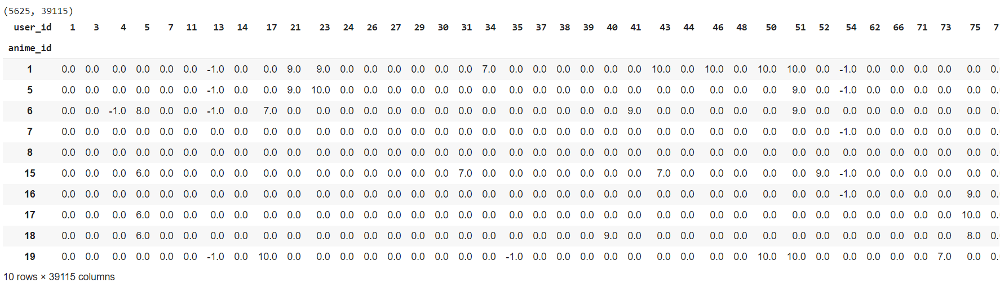 (5625, 39115)
user_id 1 3 4 5 7 11 13 14 17 21 23 24 26 27 29 30 31 34 35 37 38 39 40 41 43 44 46 48 50 51 52 54 62 66 71 73 75 7
anime_id
1 0.0 0.0 0.0 0.0 0.0 0.0 -1.0 0.0 0.0 9.0 9.0 0.0 0.0 0.0 0.0 0.0 0.0 7.0 0.0 0.0 0.0 0.0 0.0 0.0 10.0 0.0 10.0 0.0 10.0 10.0 0.0 -1.0 0.0 0.0 0.0 0.0 0.0 0.
5 0.0 0.0 0.0 0.0 0.0 0.0 -1.0 0.0 0.0 9.0 10.0 0.0 0.0 0.0 0.0 0.0 0.0 0.0 0.0 0.0 0.0 0.0 0.0 0.0 0.0 0.0 0.0 0.0 0.0 9.0 0.0 -1.0 0.0 0.0 0.0 0.0 0.0 0.
6 0.0 0.0 -1.0 8.0 0.0 0.0 -1.0 0.0 7.0 0.0 0.0 0.0 0.0 0.0 0.0 0.0 0.0 0.0 0.0 0.0 0.0 0.0 0.0 9.0 0.0 0.0 0.0 0.0 0.0 9.0 0.0 0.0 0.0 0.0 0.0 0.0 0.0 0.
7 0.0 0.0 0.0 0.0 0.0 0.0 0.0 0.0 0.0 0.0 0.0 0.0 0.0 0.0 0.0 0.0 0.0 0.0 0.0 0.0 0.0 0.0 0.0 0.0 0.0 0.0 0.0 0.0 0.0 0.0 0.0 -1.0 0.0 0.0 0.0 0.0 0.0 0.
8 0.0 0.0 0.0 0.0 0.0 0.0 0.0 0.0 0.0 0.0 0.0 0.0 0.0 0.0 0.0 0.0 0.0 0.0 0.0 0.0 0.0 0.0 0.0 0.0 0.0 0.0 0.0 0.0 0.0 0.0 0.0 0.0 0.0 0.0 0.0 0.0 0.0 0.
15 0.0 0.0 0.0 6.0 0.0 0.0 0.0 0.0 0.0 0.0 0.0 0.0 0.0 0.0 0.0 0.0 7.0 0.0 0.0 0.0 0.0 0.0 0.0 0.0 7.0 0.0 0.0 0.0 0.0 0.0 9.0 -1.0 0.0 0.0 0.0 0.0 0.0 0.
16 0.0 0.0 0.0 0.0 0.0 0.0 0.0 0.0 0.0 0.0 0.0 0.0 0.0 0.0 0.0 0.0 0.0 0.0 0.0 0.0 0.0 0.0 0.0 0.0 0.0 0.0 0.0 0.0 0.0 0.0 0.0 -1.0 0.0 0.0 0.0 0.0 9.0 0.
17 0.0 0.0 0.0 6.0 0.0 0.0 0.0 0.0 0.0 0.0 0.0 0.0 0.0 0.0 0.0 0.0 0.0 0.0 0.0 0.0 0.0 0.0 0.0 0.0 0.0 0.0 0.0 0.0 0.0 0.0 0.0 0.0 0.0 0.0 0.0 0.0 10.0 0.
18 0.0 0.0 0.0 6.0 0.0 0.0 0.0 0.0 0.0 0.0 0.0 0.0 0.0 0.0 0.0 0.0 0.0 0.0 0.0 0.0 0.0 0.0 9.0 0.0 0.0 0.0 0.0 0.0 0.0 0.0 0.0 0.0 0.0 0.0 0.0 0.0 8.0 0.
19 0.0 0.0 0.0 0.0 0.0 0.0 -1.0 0.0 10.0 0.0 0.0 0.0 0.0 0.0 0.0 0.0 0.0 0.0 -1.0 0.0 0.0 0.0 0.0 0.0 0.0 0.0 0.0 0.0 10.0 10.0 0.0 0.0 0.0 0.0 0.0 7.0 0.0 0.
10 rows × 39115 columns